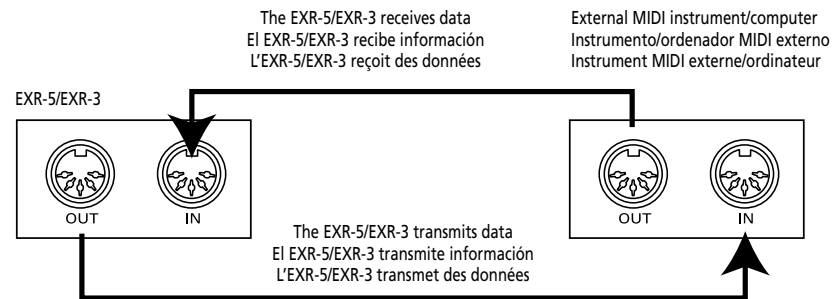 The EXR-5/EXR-3 receives data
El EXR-5/EXR-3 recibe información
L'EXR-5/EXR-3 reçoit des données
External MIDI instrument/computer
Instrumento/ordenador MIDI externo
Instrument MIDI externe/ordinateur
EXR-5/EXR-3
OUT
IN
OUT
IN
The EXR-5/EXR-3 transmits data
El EXR-5/EXR-3 transmite información
L'EXR-5/EXR-3 transmet des données